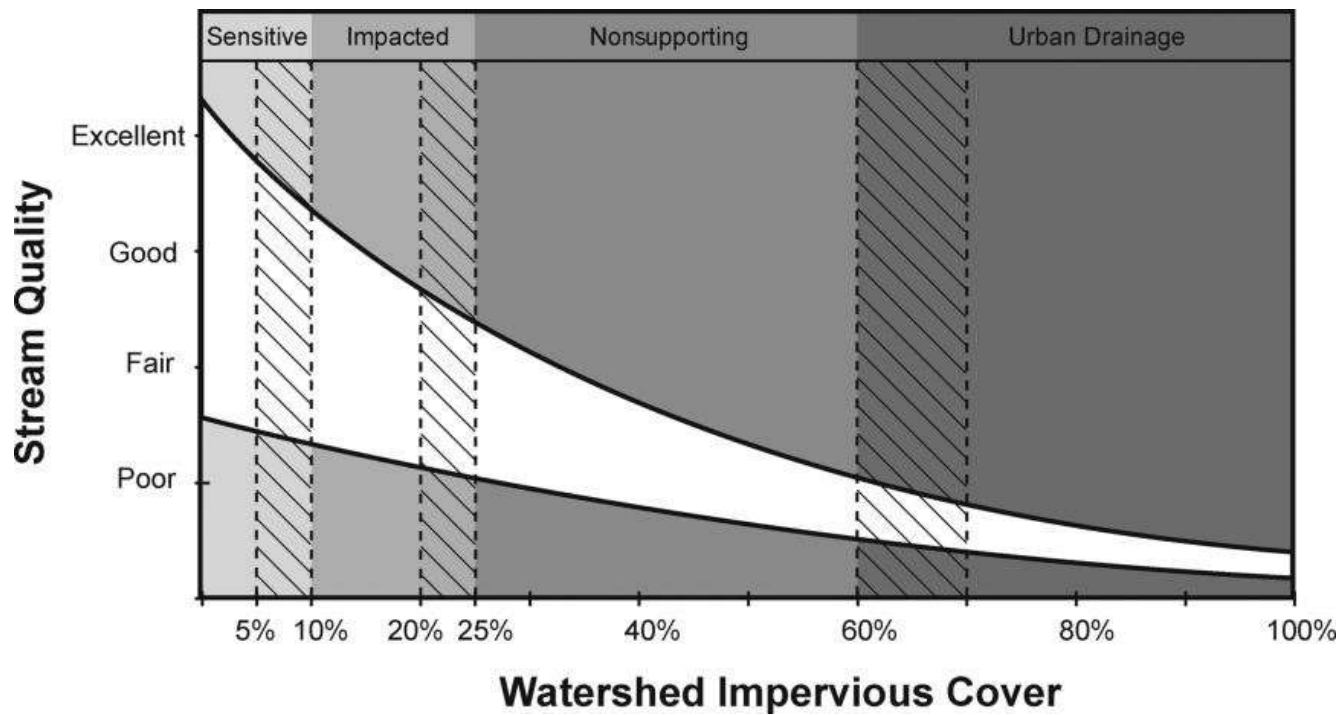 Sensitive Impacted Nonsupporting Urban Drainage
Excellent
Good
Fair
Poor
Stream Quality
5% 10% 20% 25% 40% 60% 80% 100%
Watershed Impervious Cover